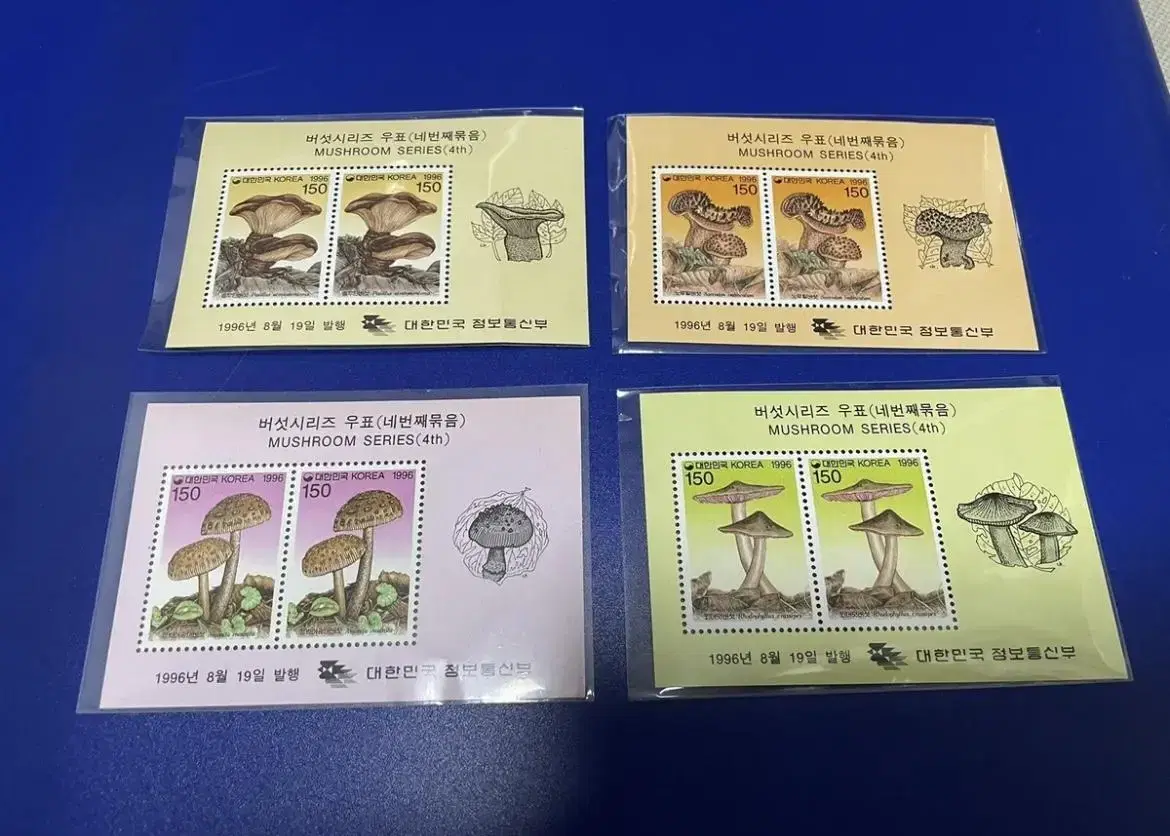 버섯시리즈 우표(네번째묶음)
MUSHROOM SERIES(4th)
대한민국 KOREA 1996
150
대한민국 KOREA 1996
150
1996년 8월 19일 발행
대한민국 정보통신부
버섯시리즈 우표(네번째묶음)
MUSHROOM SERIES(4th)
대한민국 KOREA 1996
150
대한민국 KOREA 1996
150
1996년 8월 19일 발행
대한민국 정보통신부
버섯시리즈 우표(네번째묶음)
MUSHROOM SERIES(4th)
대한민국 KOREA 1996
150
대한민국 KOREA 1996
150
1996년 8월 19일 발행
대한민국 정보통신부
버섯시리즈 우표(네번째묶음)
MUSHROOM SERIES(4th)
대한민국 KOREA 1996
150
대한민국 KOREA 1996
150
Rhodophyllus crassipes
Rhodophyllus crassipes
1996년 8월 19일 발행
대한민국 정보통신부